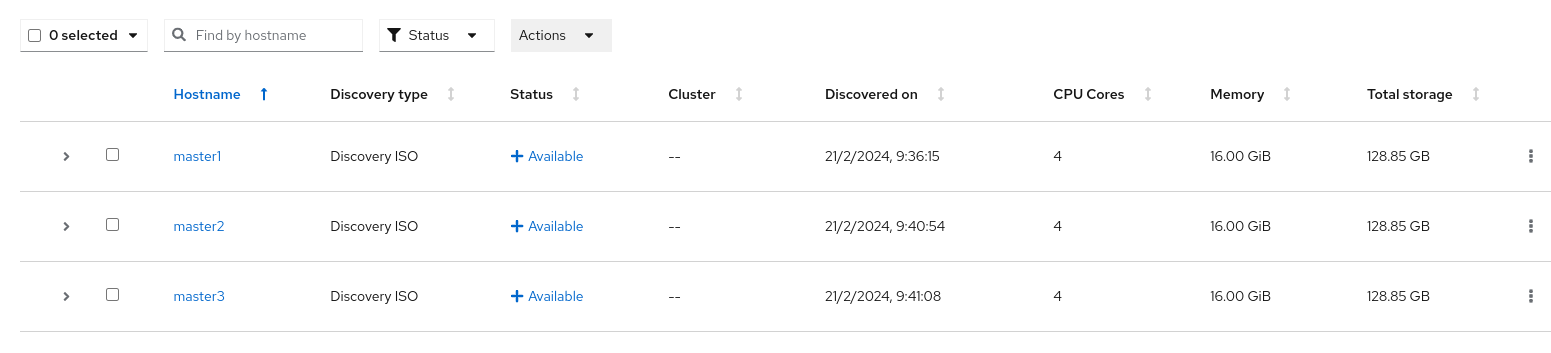 0 selected Find by hostname Status Actions
Hostname Discovery type Status Cluster Discovered on CPU Cores Memory Total storage
master1 Discovery ISO Available -- 21/2/2024, 9:36:15 4 16.00 GiB 128.85 GB
master2 Discovery ISO Available -- 21/2/2024, 9:40:54 4 16.00 GiB 128.85 GB
master3 Discovery ISO Available -- 21/2/2024, 9:41:08 4 16.00 GiB 128.85 GB